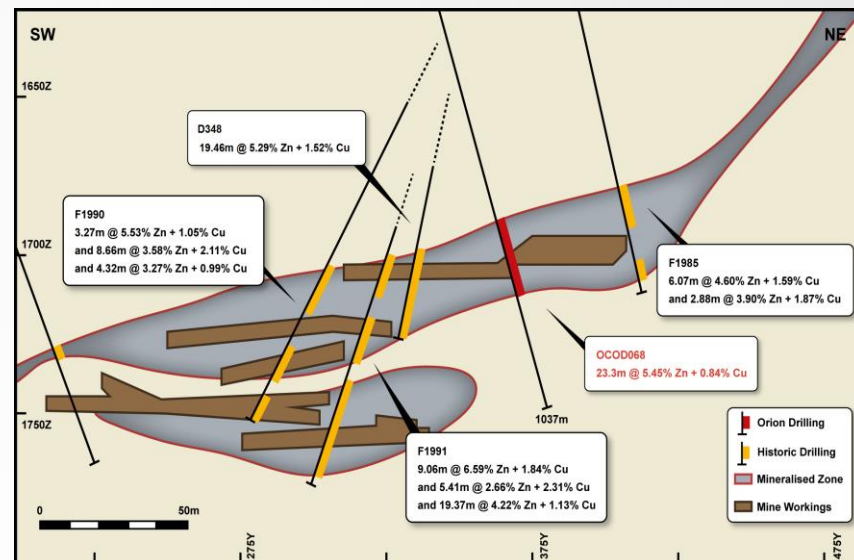 SW
NE
1650Z
D348
19.46m @ 5.29% Zn + 1.52% Cu
F1990
3.27m @ 5.53% Zn + 1.05% Cu
and 8.66m @ 3.58% Zn + 2.11% Cu
and 4.32m @ 3.27% Zn + 0.99% Cu
1700Z
F1985
6.07m @ 4.60% Zn + 1.59% Cu
and 2.88m @ 3.90% Zn + 1.87% Cu
OCOD068
23.3m @ 5.45% Zn + 0.84% Cu
1750Z
1037m
F1991
9.06m @ 6.59% Zn + 1.84% Cu
and 5.41m @ 2.66% Zn + 2.31% Cu
and 19.37m @ 4.22% Zn + 1.13% Cu
Orion Drilling
Historic Drilling
Mineralised Zone
Mine Workings
0
50m
275Y
375Y
475Y